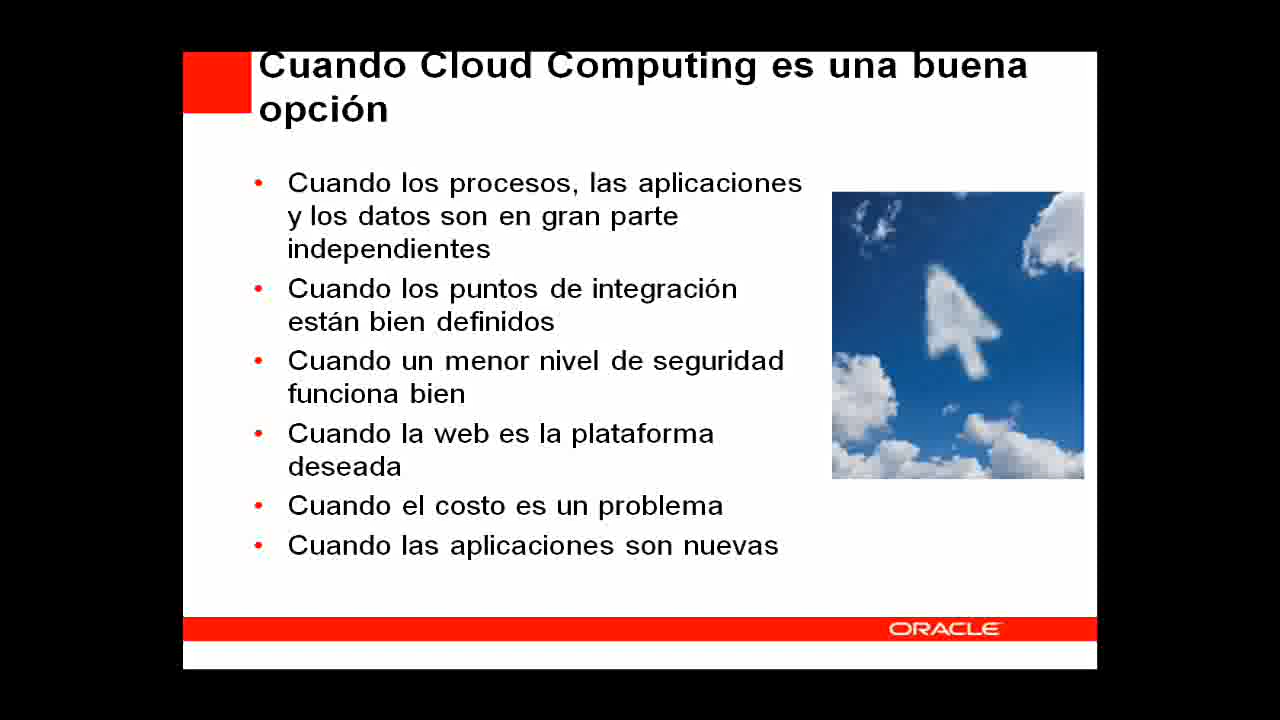 Cuando Cloud Computing es una buena
opción
• Cuando los procesos, las aplicaciones
y los datos son en gran parte
independientes
• Cuando los puntos de integración
están bien definidos
• Cuando un menor nivel de seguridad
funciona bien
• Cuando la web es la plataforma
deseada
• Cuando el costo es un problema
• Cuando las aplicaciones son nuevas
ORACLE